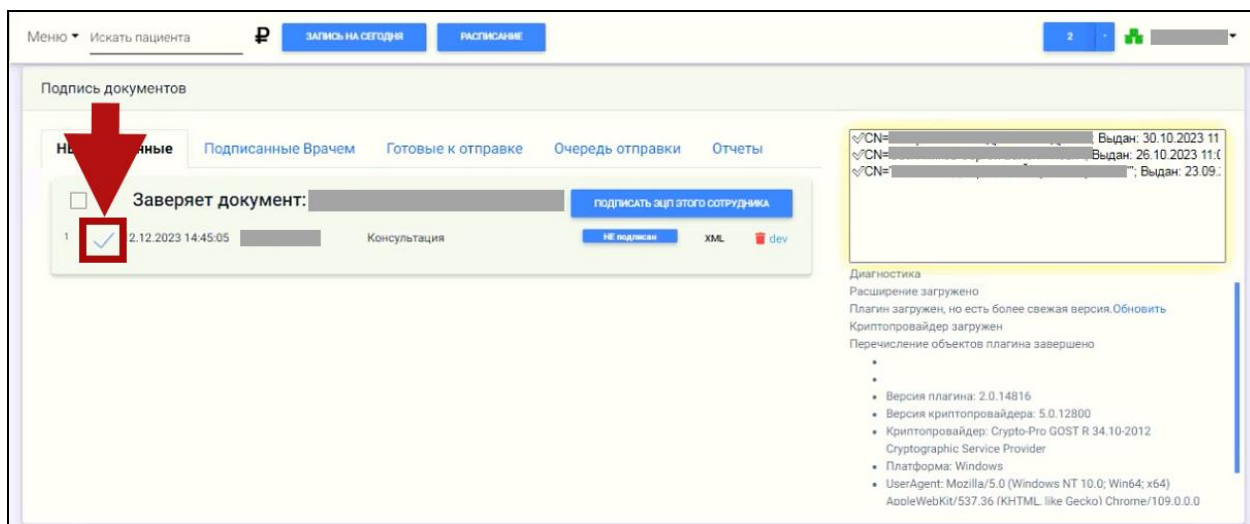 Меню Искать пациента ₽ ЗАПИСЬ НА СЕГОДНЯ РАСПИСАНИЕ 2
Подпись документов
Подписанные Врачем Готовые к отправке Очередь отправки Отчеты
Заверяет документ: ПОДПИСАТЬ ЭЦП ЭТОГО СОТРУДНИКА
1 2.12.2023 14:45:05 Консультация НЕ подписан XML dev
✅CN= Выдан: 30.10.2023 11
✅CN= Выдан: 26.10.2023 11:
✅CN=" "; Выдан: 23.09.
Диагностика
Расширение загружено
Плагин загружен, но есть более свежая версия.Обновить
Криптопровайдер загружен
Перечисление объектов плагина завершено
Версия плагина: 2.0.14816
Версия криптопровайдера: 5.0.12800
Криптопровайдер: Crypto-Pro GOST R 34.10-2012
Cryptographic Service Provider
Платформа: Windows
UserAgent: Mozilla/5.0 (Windows NT 10.0; Win64; x64)
AppleWebKit/537.36 (KHTML, like Gecko) Chrome/109.0.0.0